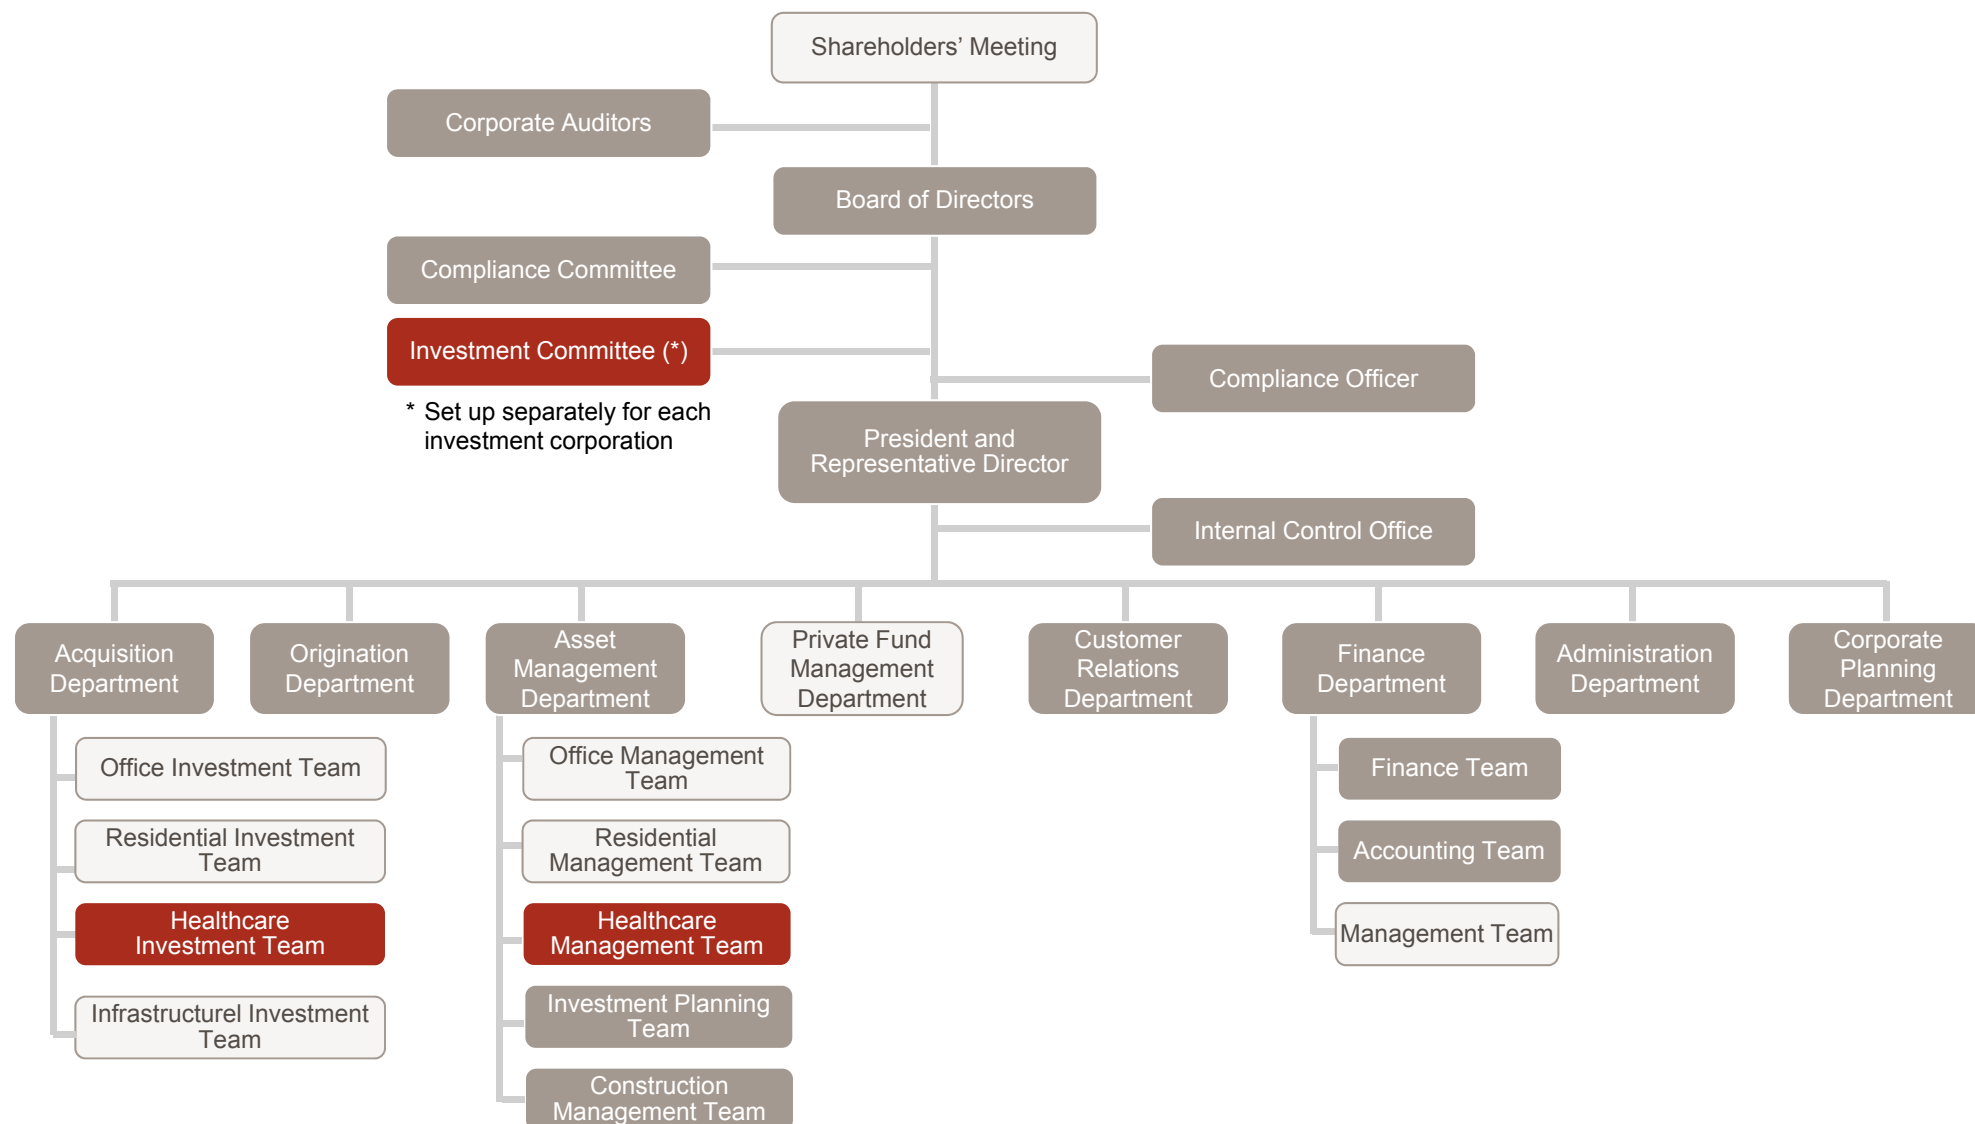 Shareholders’ Meeting
Corporate Auditors
Board of Directors
Compliance Committee
Investment Committee (*)
* Set up separately for each
investment corporation
Compliance Officer
President and
Representative Director
Internal Control Office
Acquisition
Department
Origination
Department
Asset
Management
Department
Private Fund
Management
Department
Customer
Relations
Department
Finance
Department
Administration
Department
Corporate
Planning
Department
Office Investment Team
Residential Investment
Team
Healthcare
Investment Team
Infrastructurel Investment
Team
Office Management
Team
Residential
Management Team
Healthcare
Management Team
Investment Planning
Team
Construction
Management Team
Finance Team
Accounting Team
Management Team